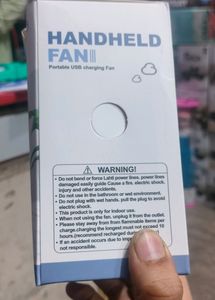 HANDHELD
FAN
Portable USB charging Fan
WARNING!
• Do not bend or force Lahti power lines, power lines
damaged easily guide Cause o fire, electric shock,
injury and other accidents.
• Do not use in the bathroom or wet environment.
• Do not plug with wet hands, pull the plug to avoid
electric shock.
• This product is only for indoor use.
• When not using the fan, unplug it from the outlet.
• Please stay away from from flammable items per
charge,charging the longest must not exceed 10
hours,(recommend recharge during
• If an accident occurs due to impro
not responsible.